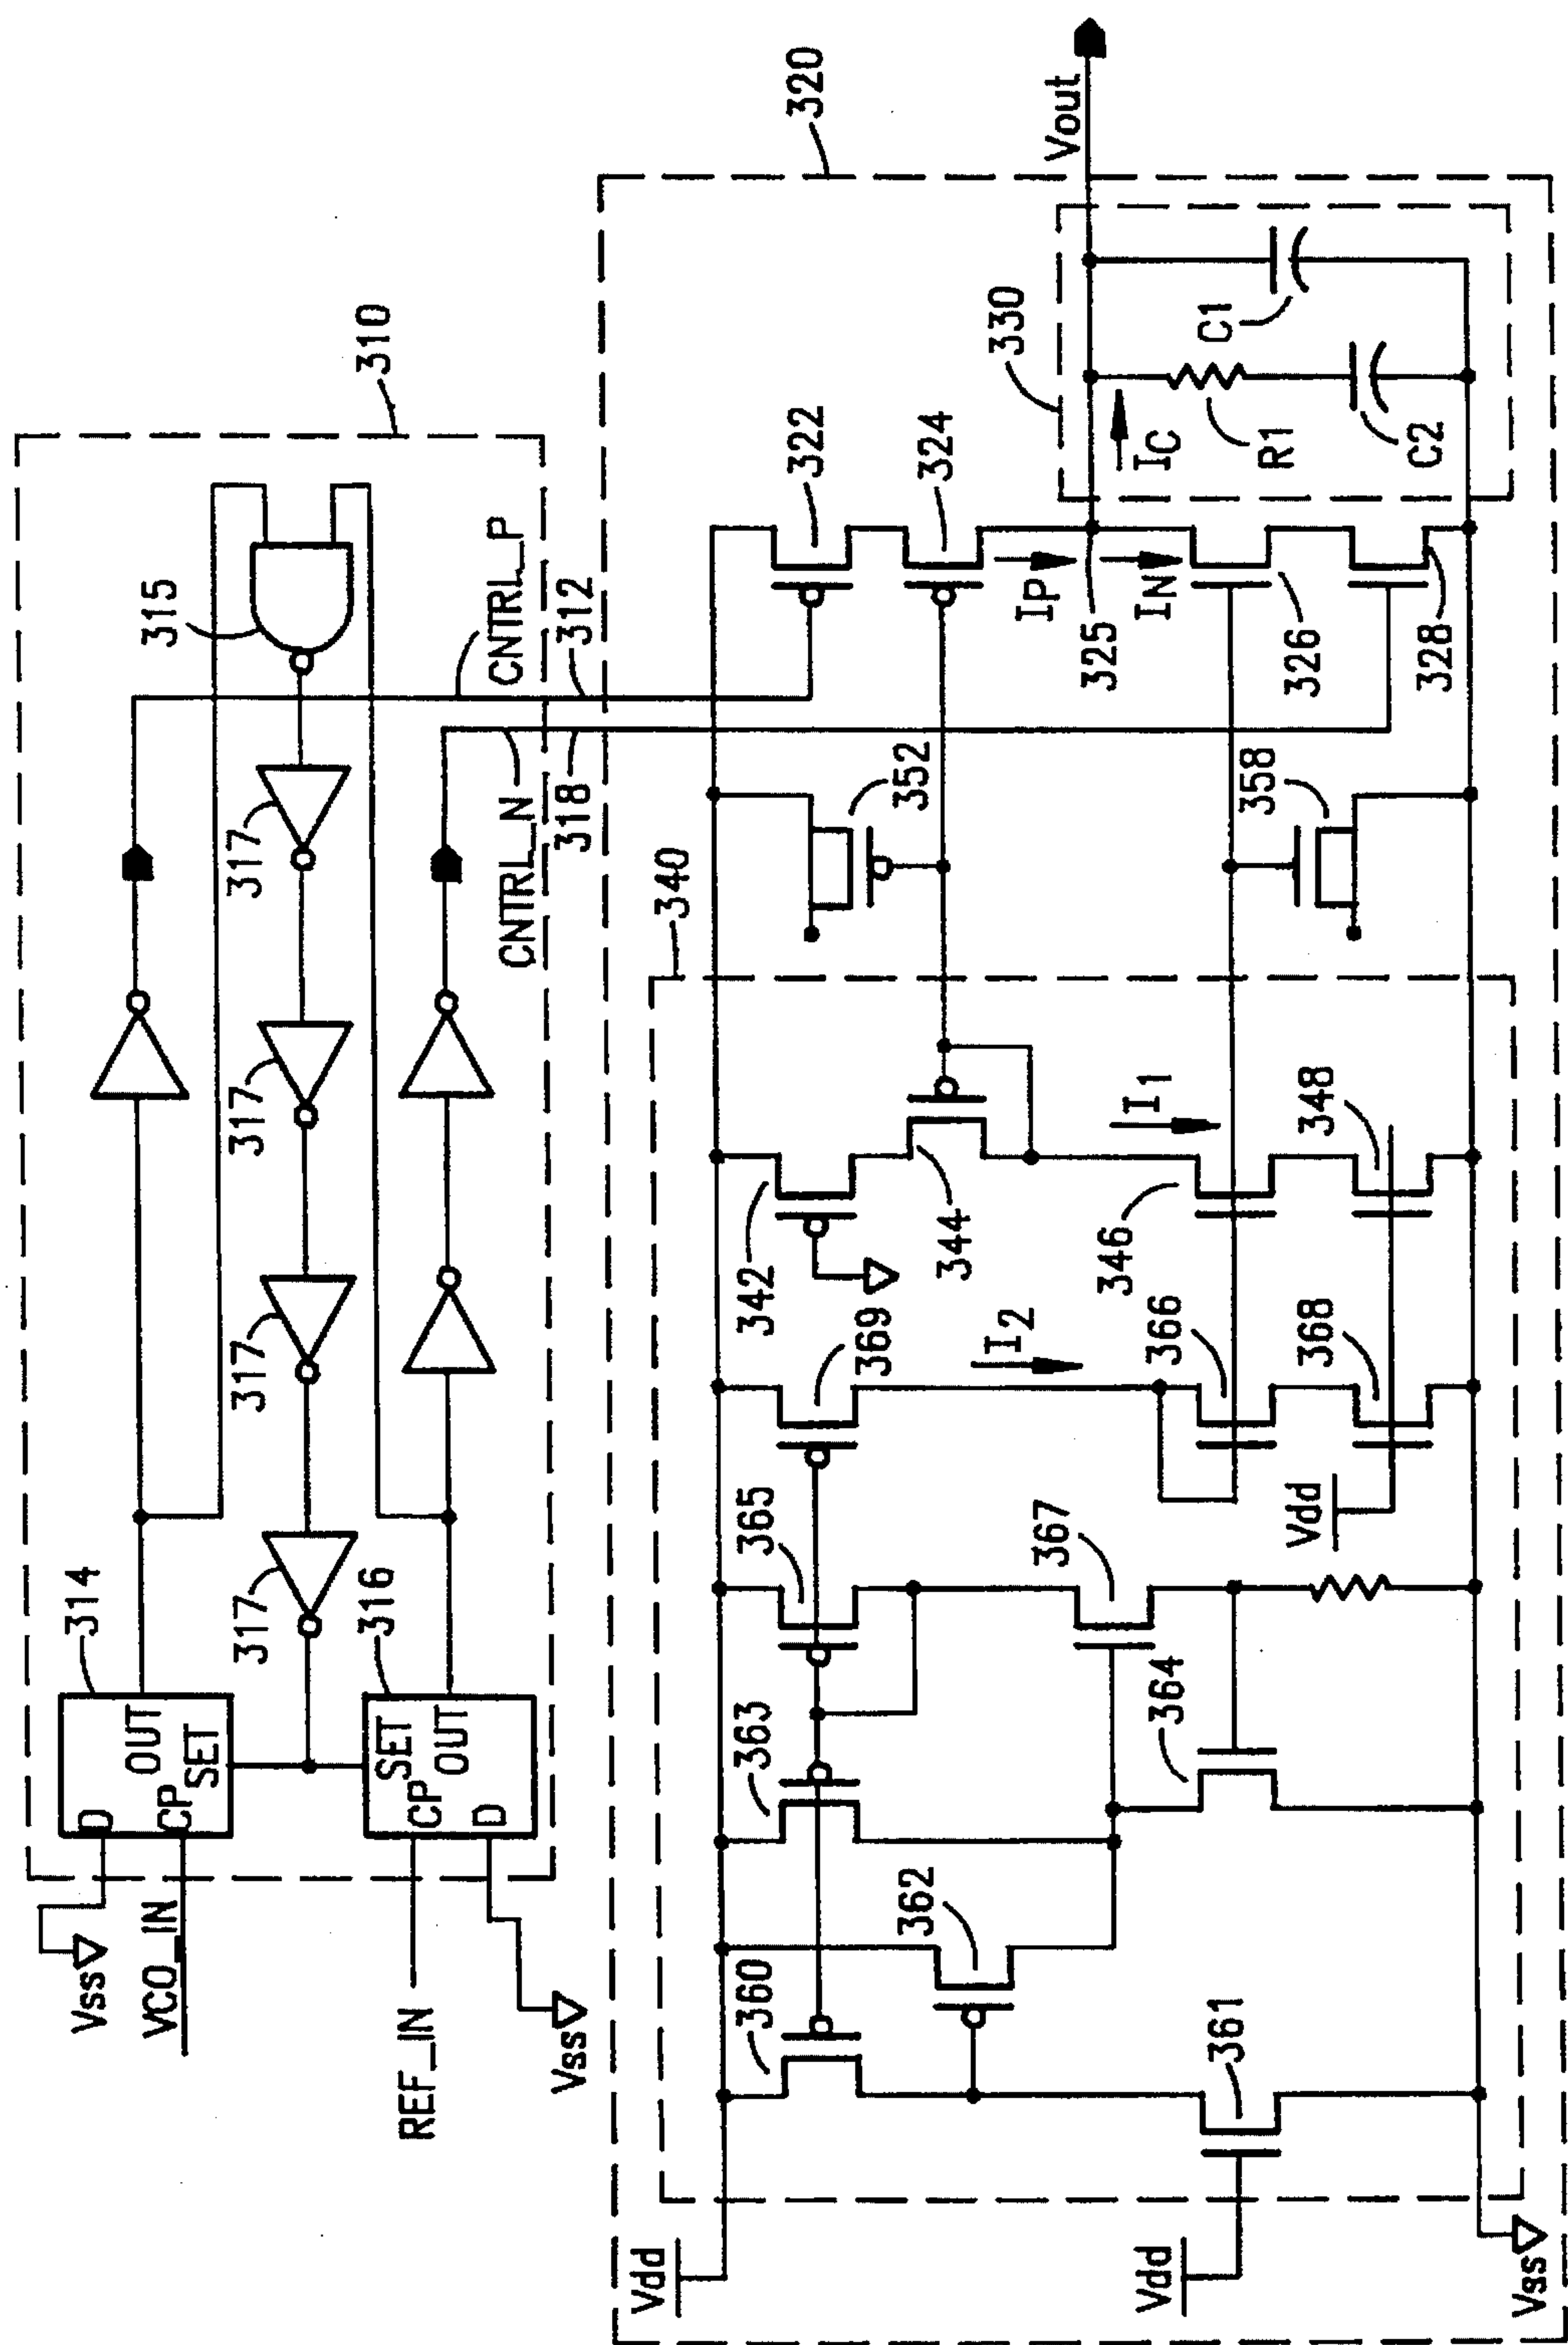 310
314
D
OUT
CP
SET
Vss
VCO_IN
315
317
317
317
317
316
SET
CP
OUT
D
REF_IN
Vss
CNTRL_P
312
CNTRL_N
318
320
340
Vdd
360
362
363
365
369
342
344
352
322
324
330
Vout
I2
I1
IP
325
IN
IC
R1
C1
C2
361
Vdd
364
367
366
346
326
358
Vdd
368
348
328
Vss